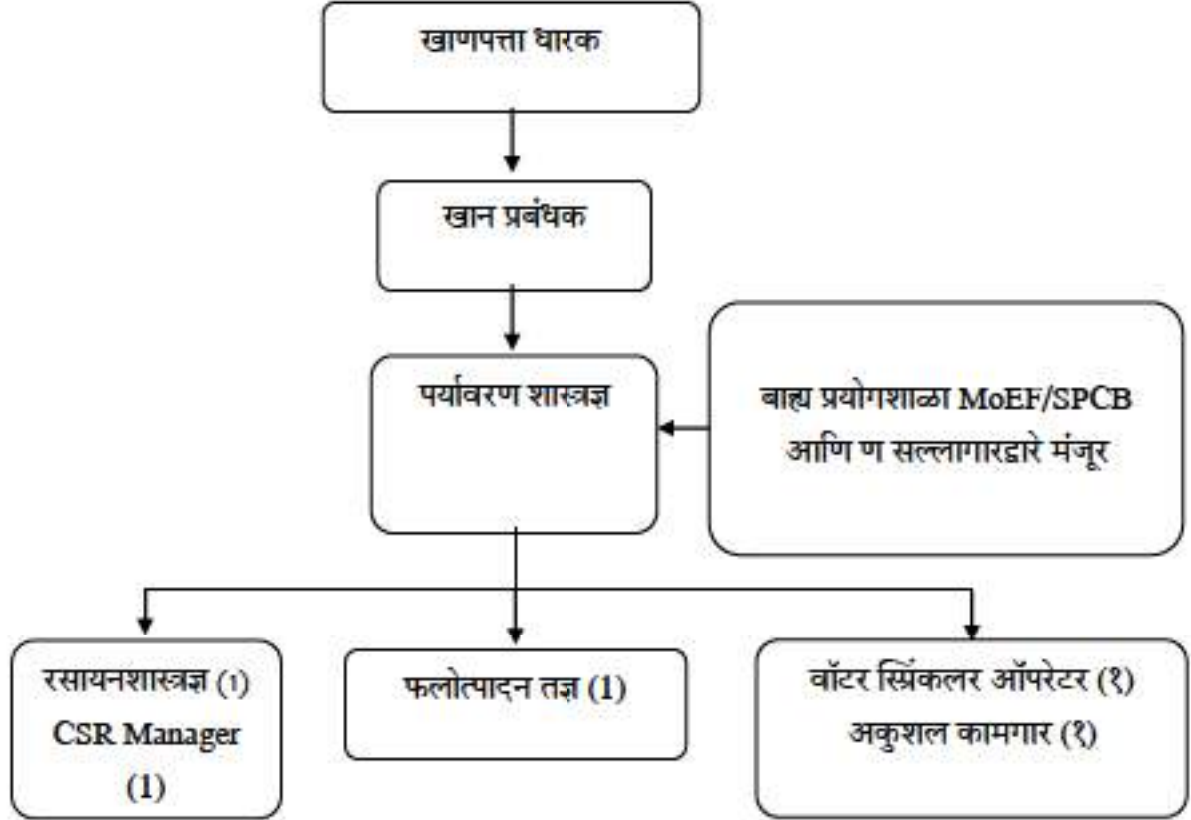 खाणपत्ता धारक
खान प्रबंधक
पर्यावरण शास्त्रज्ञ
बाह्य प्रयोगशाळा MoEF/SPCB
आणि ण सल्लागारद्वारे मंजूर
रसायनशास्त्रज्ञ (१)
CSR Manager
(1)
फलोत्पादन तज्ञ (1)
वॉटर स्प्रिंकलर ऑपरेटर (१)
अकुशल कामगार (१)